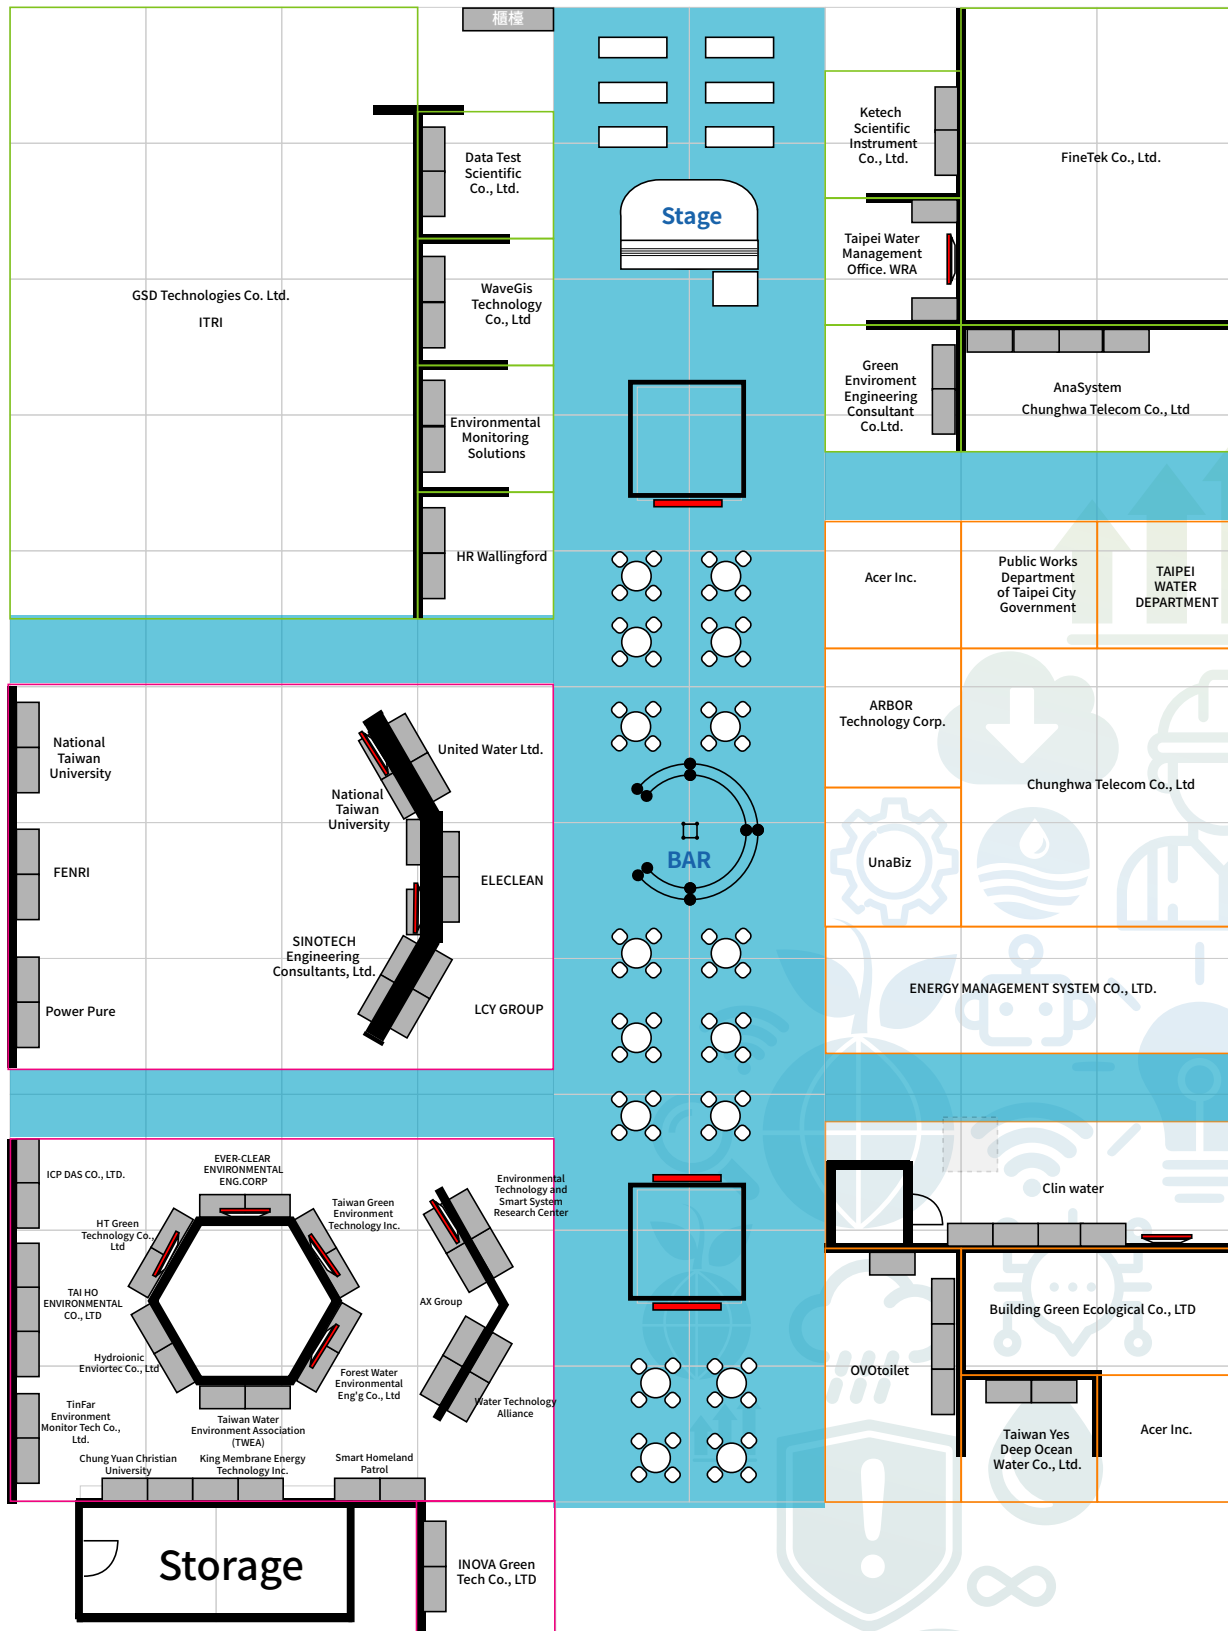 櫃檯
Data Test
Scientific
Co., Ltd.
WaveGis
Technology
Co., Ltd
GSD Technologies Co. Ltd.
ITRI
Environmental
Monitoring
Solutions
HR Wallingford
Stage
Ketech
Scientific
Instrument
Co., Ltd.
FineTek Co., Ltd.
Taipei Water
Management
Office. WRA
Green
Enviroment
Engineering
Consultant
Co.Ltd.
AnaSystem
Chunghwa Telecom Co., Ltd
Acer Inc.
Public Works
Department
of Taipei City
Government
TAIPEI
WATER
DEPARTMENT
ARBOR
Technology Corp.
Chunghwa Telecom Co., Ltd
UnaBiz
ENERGY MANAGEMENT SYSTEM CO., LTD.
BAR
National
Taiwan
University
United Water Ltd.
National
Taiwan
University
FENRI
ELECLEAN
SINOTECH
Engineering
Consultants, Ltd.
Power Pure
LCY GROUP
ICP DAS CO., LTD.
EVER-CLEAR
ENVIRONMENTAL
ENG.CORP
Taiwan Green
Environment
Technology Inc.
Environmental
Technology and
Smart System
Research Center
HT Green
Technology Co.,
Ltd
TAI HO
ENVIRONMENTAL
CO., LTD
AX Group
Hydroionic
Enviortec Co., Ltd
Forest Water
Environmental
Eng'g Co., Ltd
Water Technology
Alliance
TinFar
Environment
Monitor Tech Co.,
Ltd.
Taiwan Water
Environment Association
(TWEA)
Chung Yuan Christian
University
King Membrane Energy
Technology Inc.
Smart Homeland
Patrol
Storage
INOVA Green
Tech Co., LTD
Clin water
Building Green Ecological Co., LTD
OVOtoilet
Taiwan Yes
Deep Ocean
Water Co., Ltd.
Acer Inc.